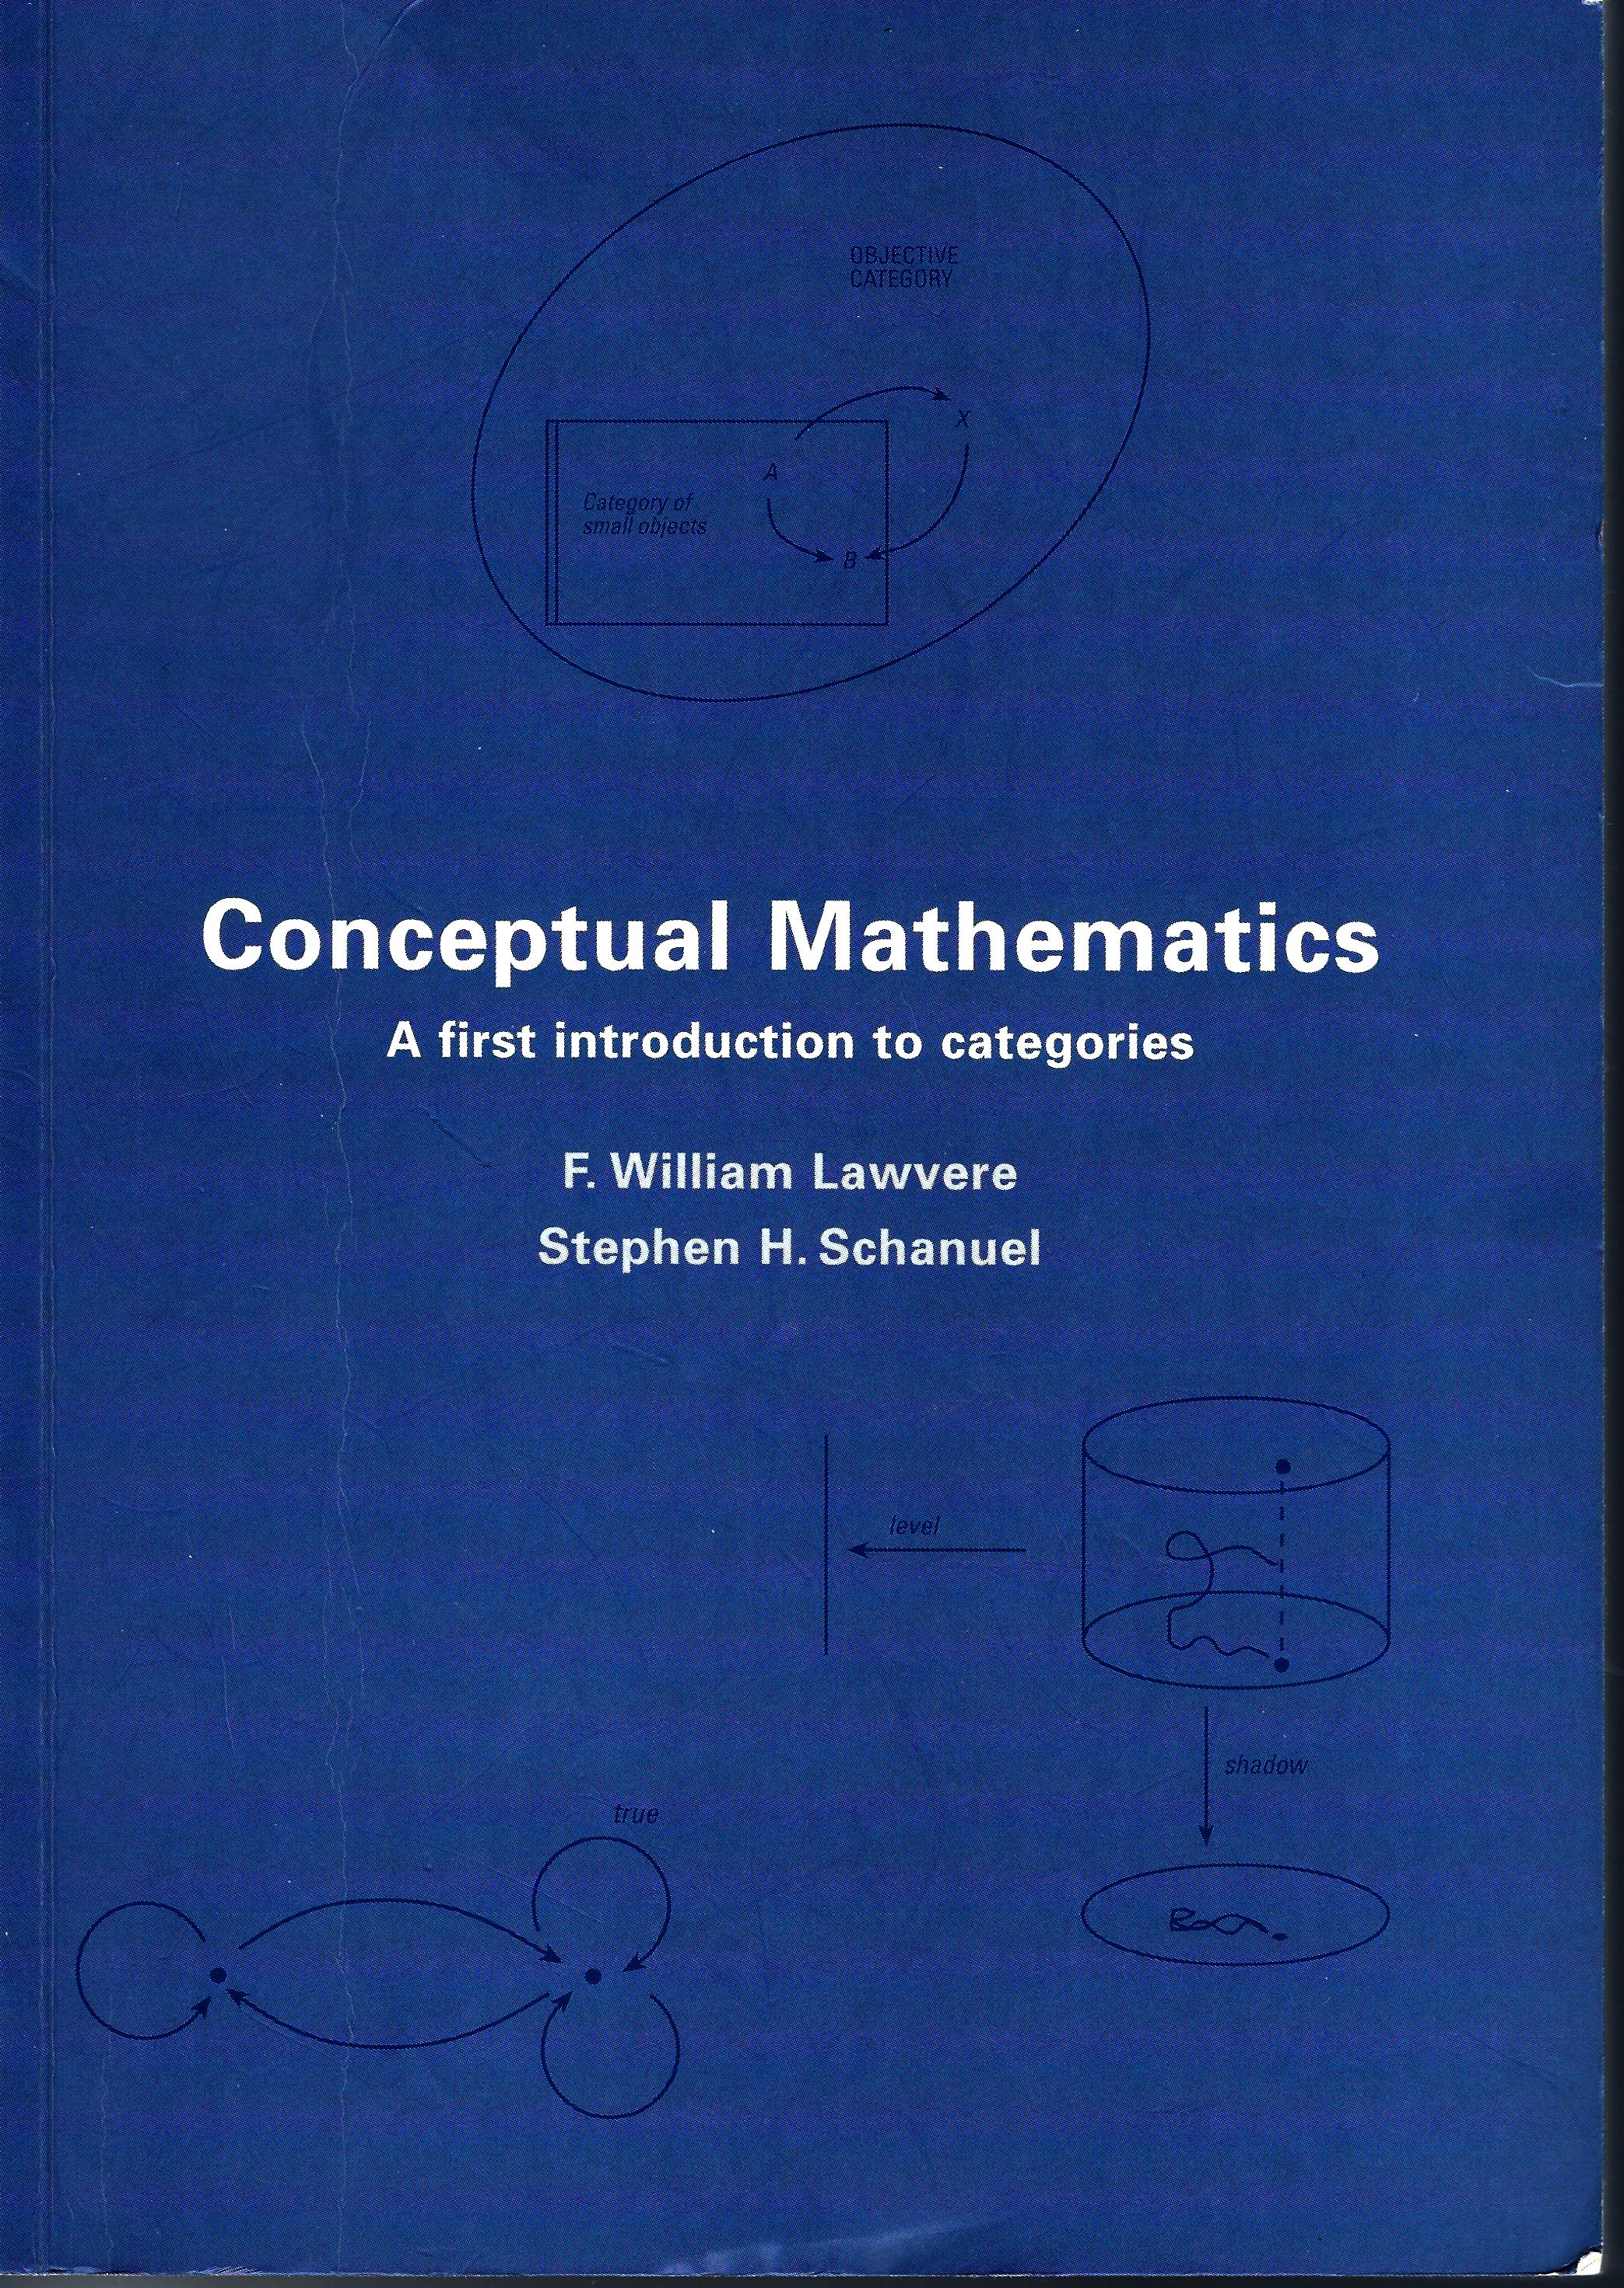 OBJECTIVE
CATEGORY
X
A
Category of
small objects
B
Conceptual Mathematics
A first introduction to categories
F. William Lawvere
Stephen H. Schanuel
level
shadow
true